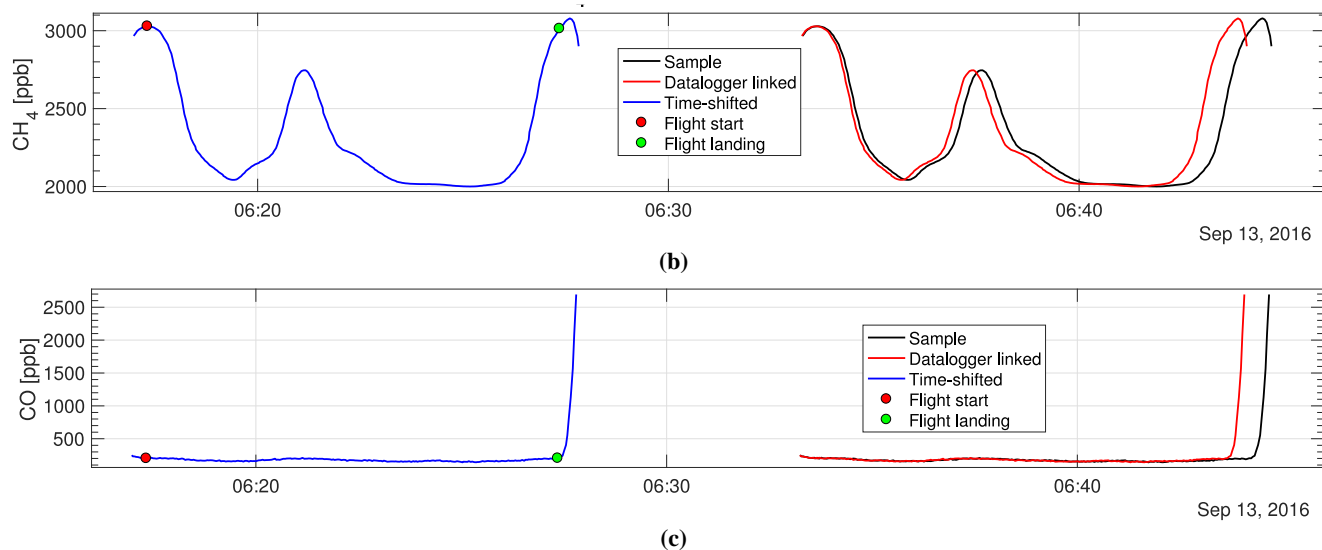 3000
2500
2000
CH4 [ppb]
Sample
Datalogger linked
Time-shifted
Flight start
Flight landing
06:20
06:30
06:40
Sep 13, 2016
(b)
2500
2000
1500
1000
500
CO [ppb]
Sample
Datalogger linked
Time-shifted
Flight start
Flight landing
06:20
06:30
06:40
Sep 13, 2016
(c)